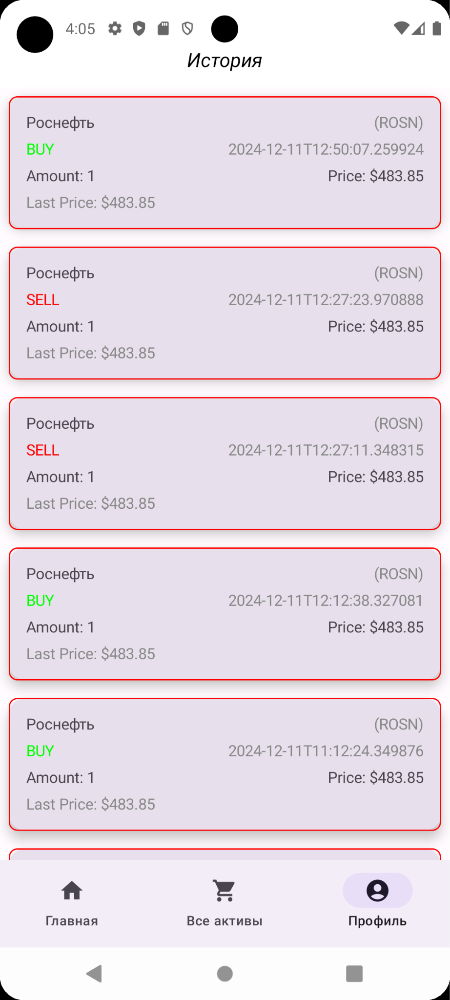 4:05
История
Роснефть (ROSN)
BUY 2024-12-11T12:50:07.259924
Amount: 1 Price: $483.85
Last Price: $483.85
Роснефть (ROSN)
SELL 2024-12-11T12:27:23.970888
Amount: 1 Price: $483.85
Last Price: $483.85
Роснефть (ROSN)
SELL 2024-12-11T12:27:11.348315
Amount: 1 Price: $483.85
Last Price: $483.85
Роснефть (ROSN)
BUY 2024-12-11T12:12:38.327081
Amount: 1 Price: $483.85
Last Price: $483.85
Роснефть (ROSN)
BUY 2024-12-11T11:12:24.349876
Amount: 1 Price: $483.85
Last Price: $483.85
Главная Все активы Профиль